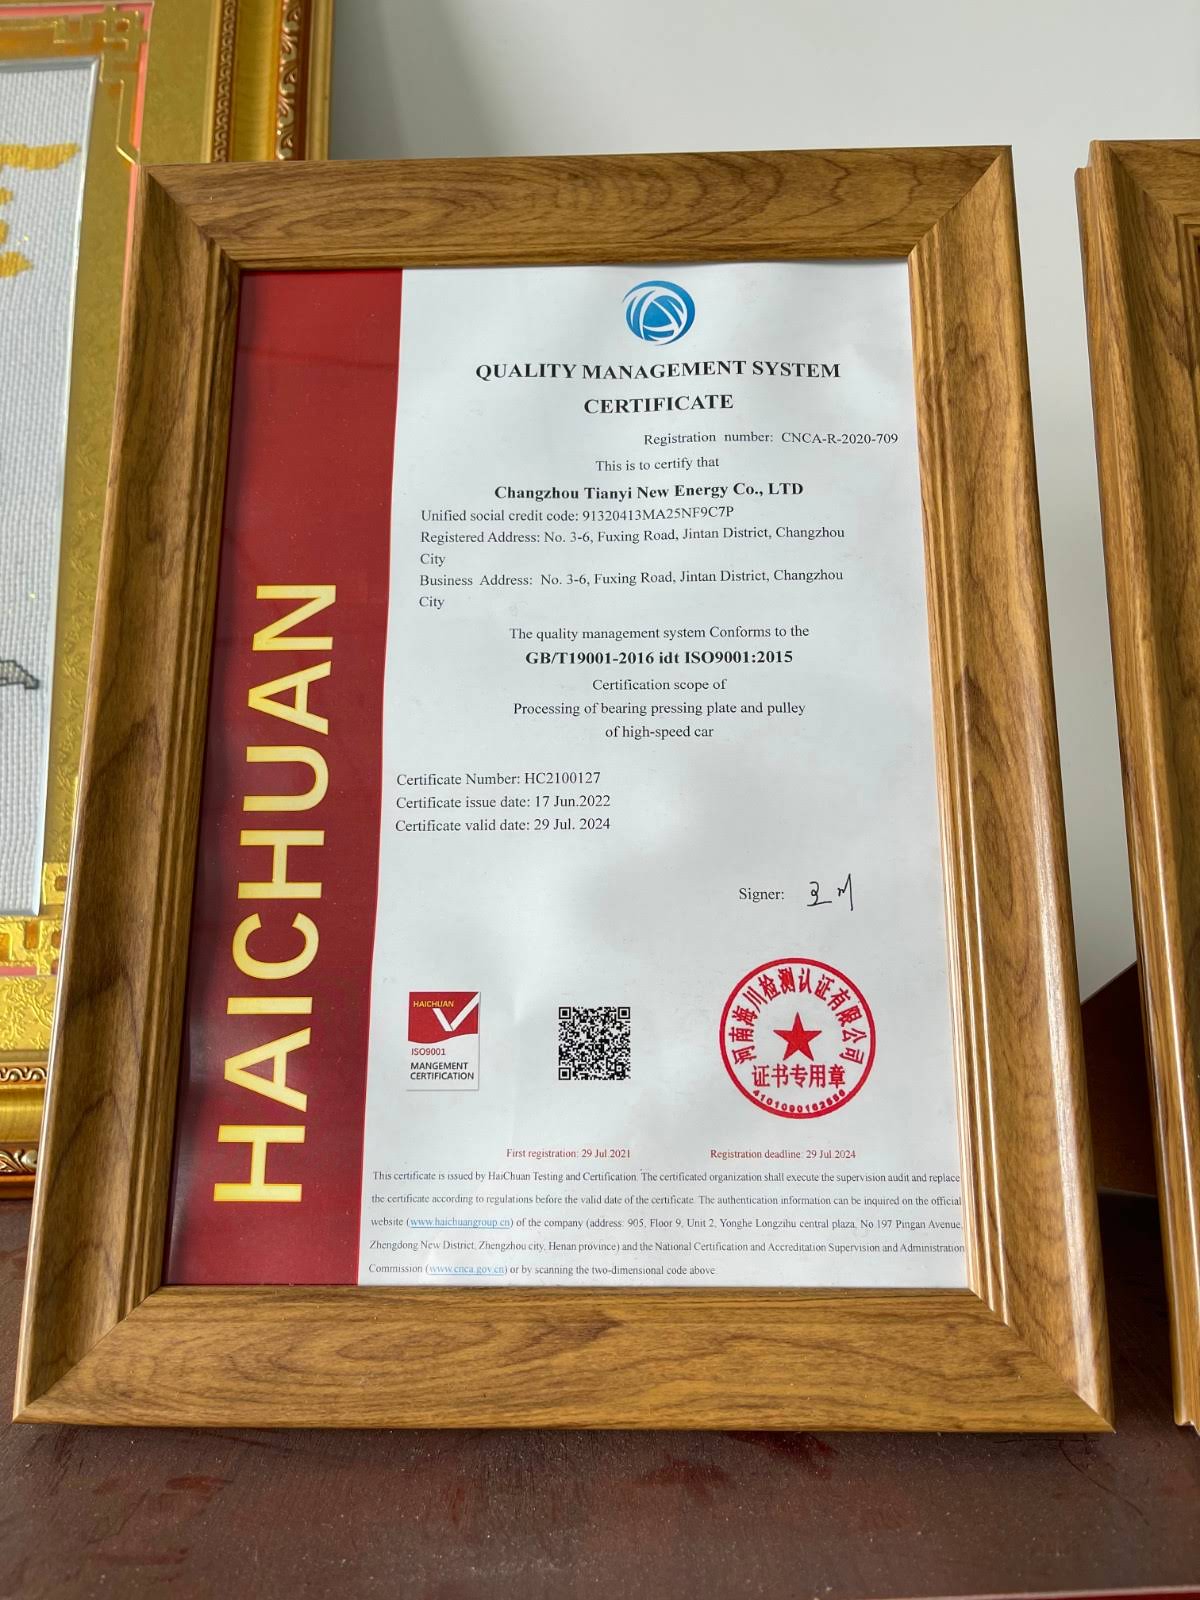 HAICHUAN
QUALITY MANAGEMENT SYSTEM
CERTIFICATE
Registration number: CNCA-R-2020-709
This is to certify that
Changzhou Tianyi New Energy Co., LTD
Unified social credit code: 91320413MA25NF9C7P
Registered Address: No. 3-6, Fuxing Road, Jintan District, Changzhou
City
Business Address: No. 3-6, Fuxing Road, Jintan District, Changzhou
City
The quality management system Conforms to the
GB/T19001-2016 idt ISO9001:2015
Certification scope of
Processing of bearing pressing plate and pulley
of high-speed car
Certificate Number: HC2100127
Certificate issue date: 17 Jun.2022
Certificate valid date: 29 Jul. 2024
Signer:
HAICHUAN
ISO9001
MANGEMENT
CERTIFICATION
河南海川检测认证有限公司
证书专用章
First registration: 29 Jul 2021
Registration deadline: 29 Jul 2024
This certificate is issued by HaiChuan Testing and Certification. The certificated organization shall execute the supervision audit and replace
the certificate according to regulations before the valid date of the certificate. The authentication information can be inquired on the official
website (www.haichuangroup.cn) of the company (address: 905, Floor 9, Unit 2, Yonghe Longzihu central plaza, No 197 Pingan Avenue,
Zhengdong New District, Zhengzhou city, Henan province) and the National Certification and Accreditation Supervision and Administration
Commission (www.cnca.gov.cn) or by scanning the two-dimensional code above.